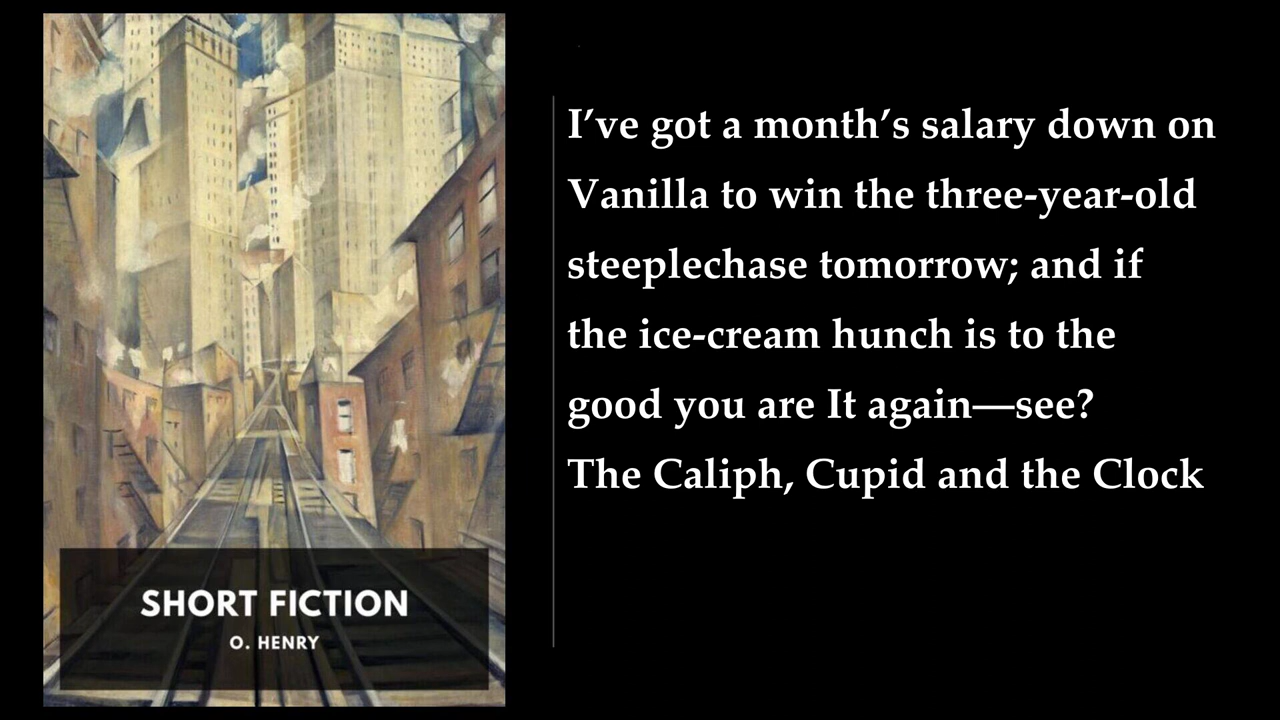 SHORT FICTION
O. HENRY
I’ve got a month’s salary down on
Vanilla to win the three-year-old
steeplechase tomorrow; and if
the ice-cream hunch is to the
good you are It again—see?
The Caliph, Cupid and the Clock